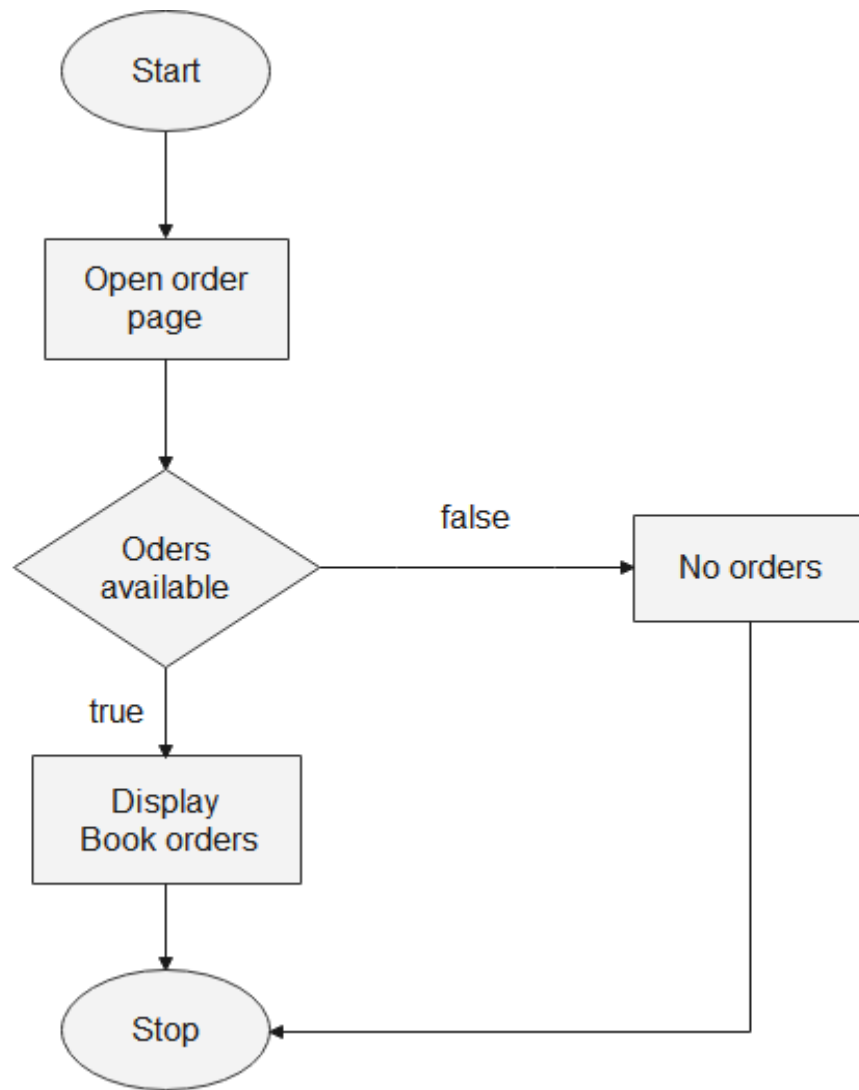 Start
Open order
page
Oders
available
false
No orders
true
Display
Book orders
Stop